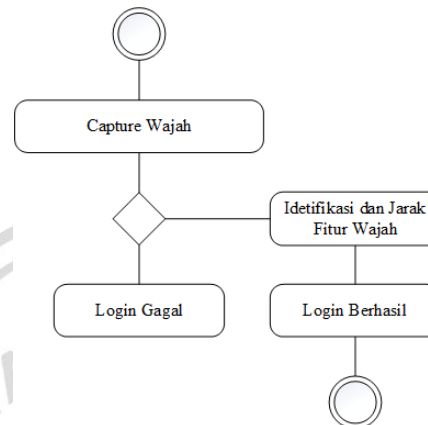 Capture Wajah
Idetifikasi dan Jarak
Fitur Wajah
Login Gagal
Login Berhasil